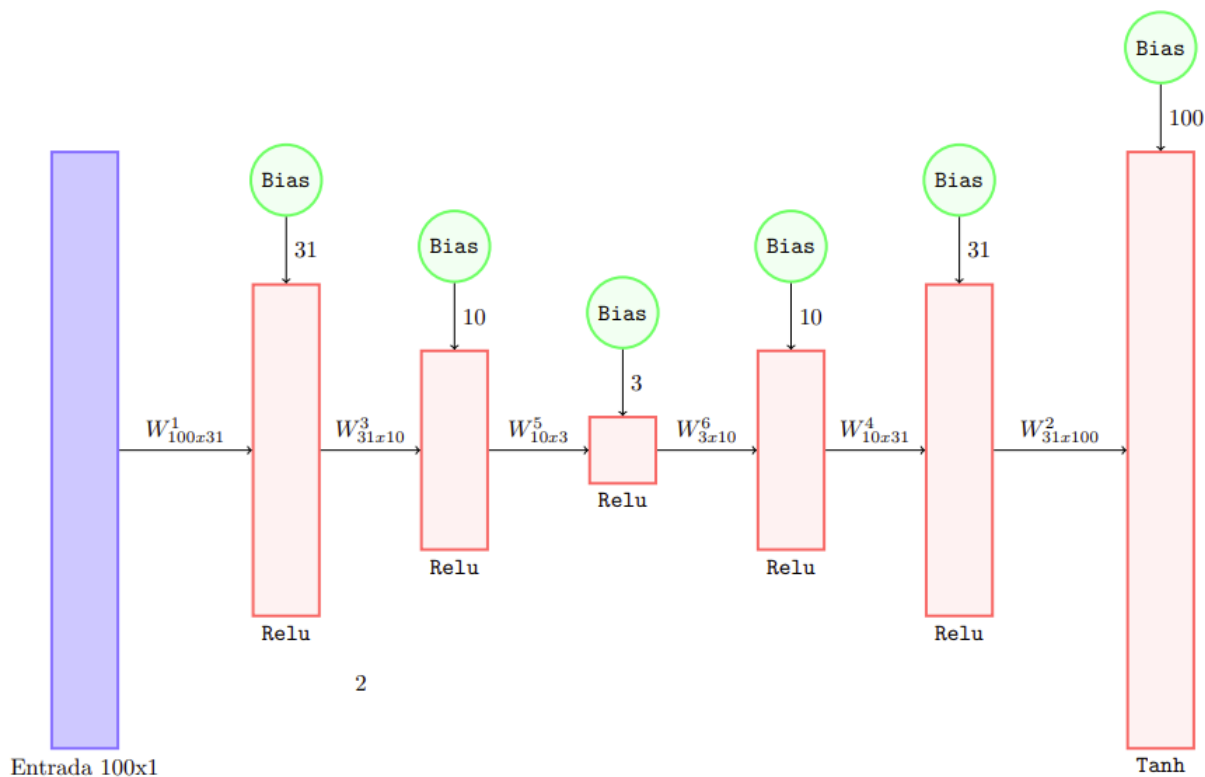 Bias
100
Bias
Bias
31
31
Bias
Bias
10
10
Bias
3
W^1_{100x31}
W^3_{31x10}
W^5_{10x3}
W^6_{3x10}
W^4_{10x31}
W^2_{31x100}
Relu
Relu
Relu
Relu
Relu
2
Entrada 100x1
Tanh